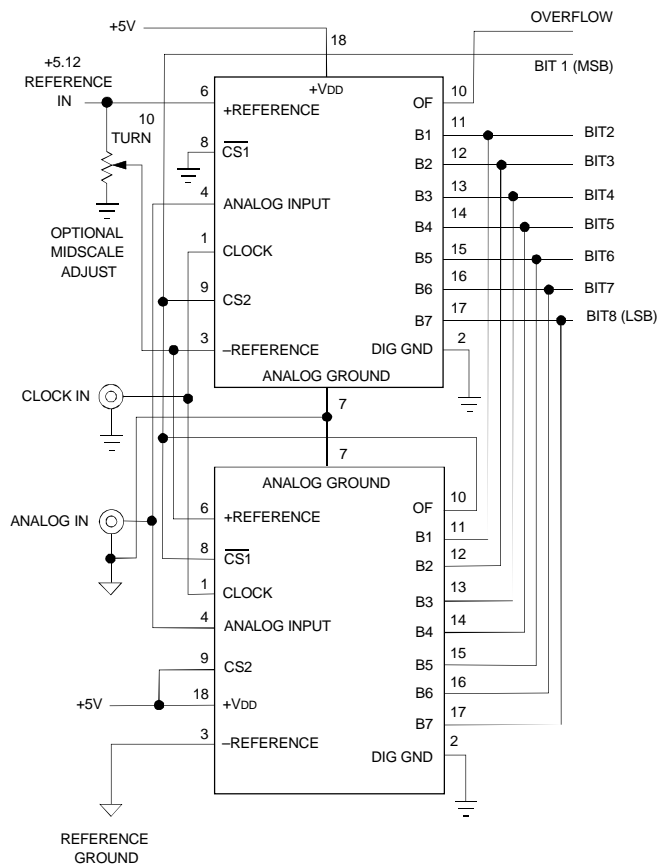 OVERFLOW
+5V
18
BIT 1 (MSB)
+5.12
REFERENCE
IN
+VDD
6
+REFERENCE
OF
10
10
TURN
8
CS1
B1
11
BIT2
B2
12
BIT3
4
ANALOG INPUT
B3
13
BIT4
B4
14
BIT5
OPTIONAL
MIDSCALE
ADJUST
1
CLOCK
B5
15
BIT6
9
CS2
B6
16
BIT7
B7
17
BIT8 (LSB)
3
–REFERENCE
DIG GND
2
ANALOG GROUND
CLOCK IN
7
7
ANALOG GROUND
ANALOG IN
6
+REFERENCE
OF
10
B1
11
8
CS1
B2
12
1
CLOCK
B3
13
4
ANALOG INPUT
B4
14
9
CS2
B5
15
+5V
18
+VDD
B6
16
B7
17
3
–REFERENCE
DIG GND
2
REFERENCE
GROUND